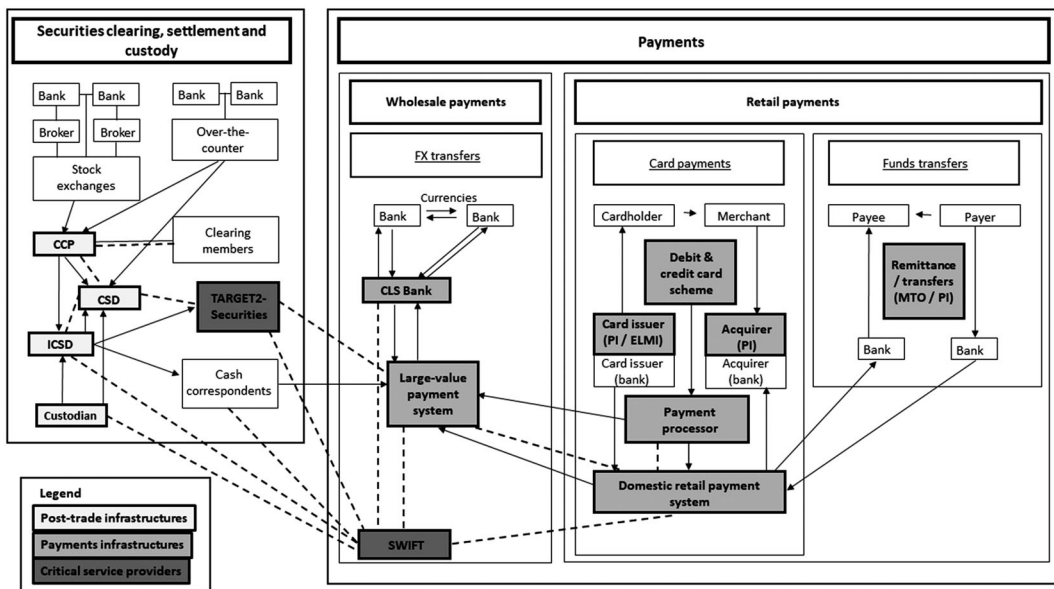 Securities clearing, settlement and
custody
Bank
Bank
Bank
Bank
Broker
Broker
Over-the-
counter
Stock
exchanges
CCP
Clearing
members
CSD
TARGET2-
Securities
ICSD
Cash
correspondents
Custodian
Legend
Post-trade infrastructures
Payments infrastructures
Critical service providers
Payments
Wholesale payments
FX transfers
Currencies
Bank
Bank
CLS Bank
Large-value
payment
system
SWIFT
Retail payments
Card payments
Cardholder
Merchant
Debit &
credit card
scheme
Card issuer
(PI / ELMI)
Card issuer
(bank)
Acquirer
(PI)
Acquirer
(bank)
Payment
processor
Domestic retail payment
system
Funds transfers
Payee
Payer
Remittance
/ transfers
(MTO / PI)
Bank
Bank